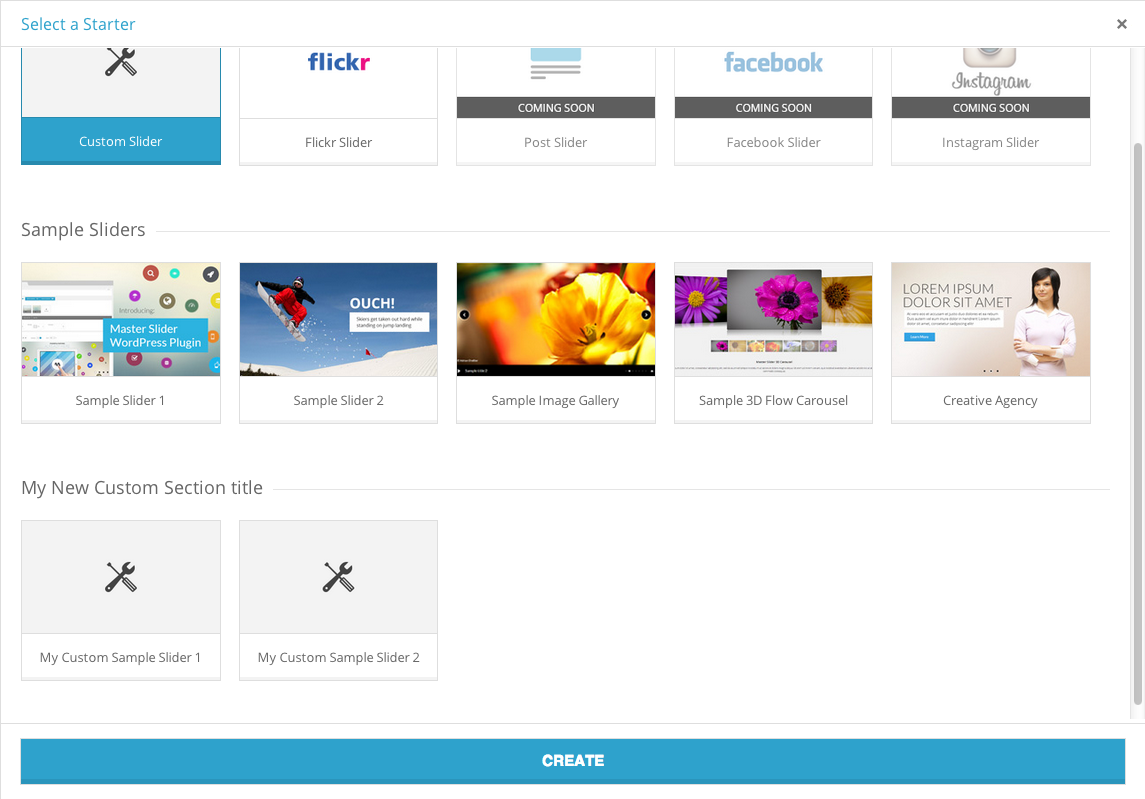 Select a Starter
flickr
facebook
Instagram
COMING SOON
COMING SOON
COMING SOON
Custom Slider
Flickr Slider
Post Slider
Facebook Slider
Instagram Slider
Sample Sliders
Introducing:
Master Slider
WordPress Plugin
OUCH!
Skiers get taken out hard while
standing on jump landing
LOREM IPSUM
DOLOR SIT AMET
Learn More
Sample Slider 1
Sample Slider 2
Sample Image Gallery
Sample 3D Flow Carousel
Creative Agency
My New Custom Section title
My Custom Sample Slider 1
My Custom Sample Slider 2
CREATE